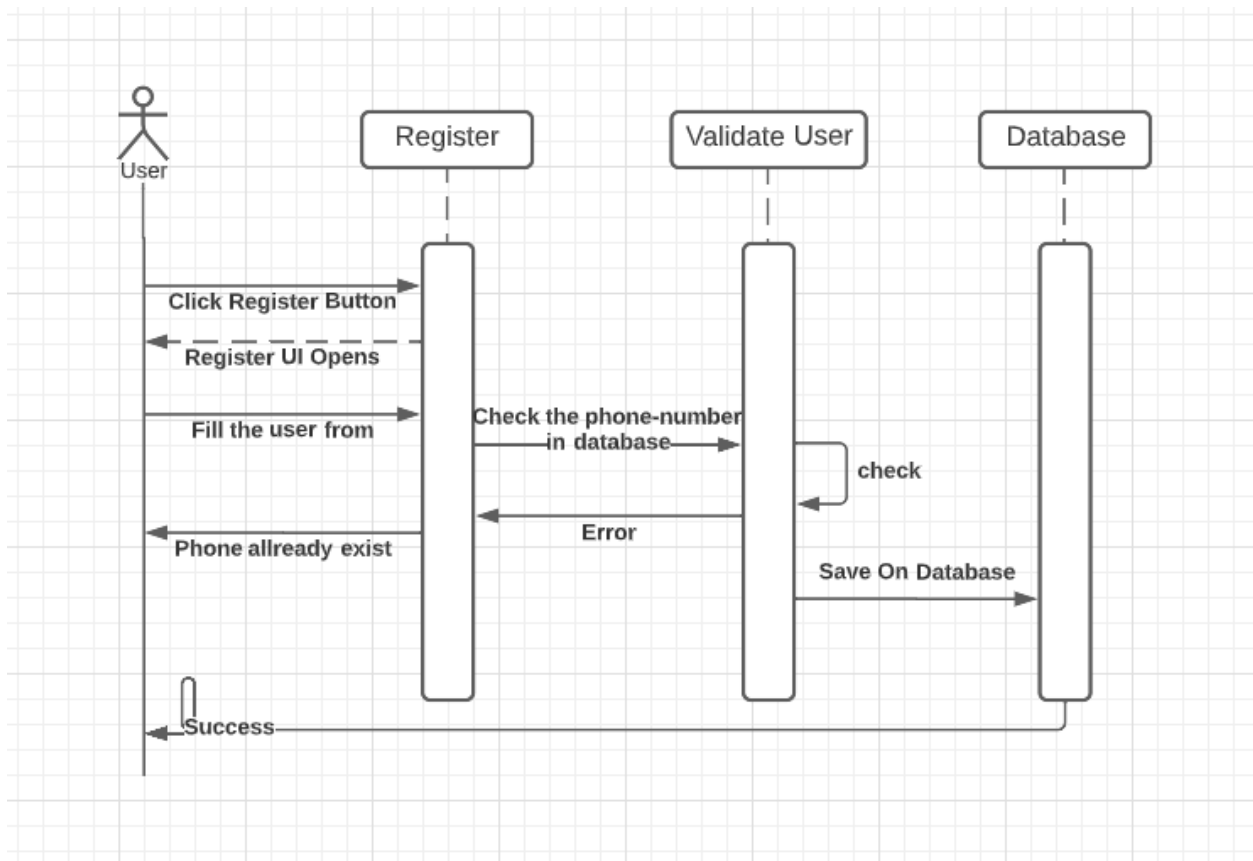 User
Register
Validate User
Database
Click Register Button
Register UI Opens
Fill the user from
Check the phone-number
in database
check
Error
Phone allready exist
Save On Database
Success